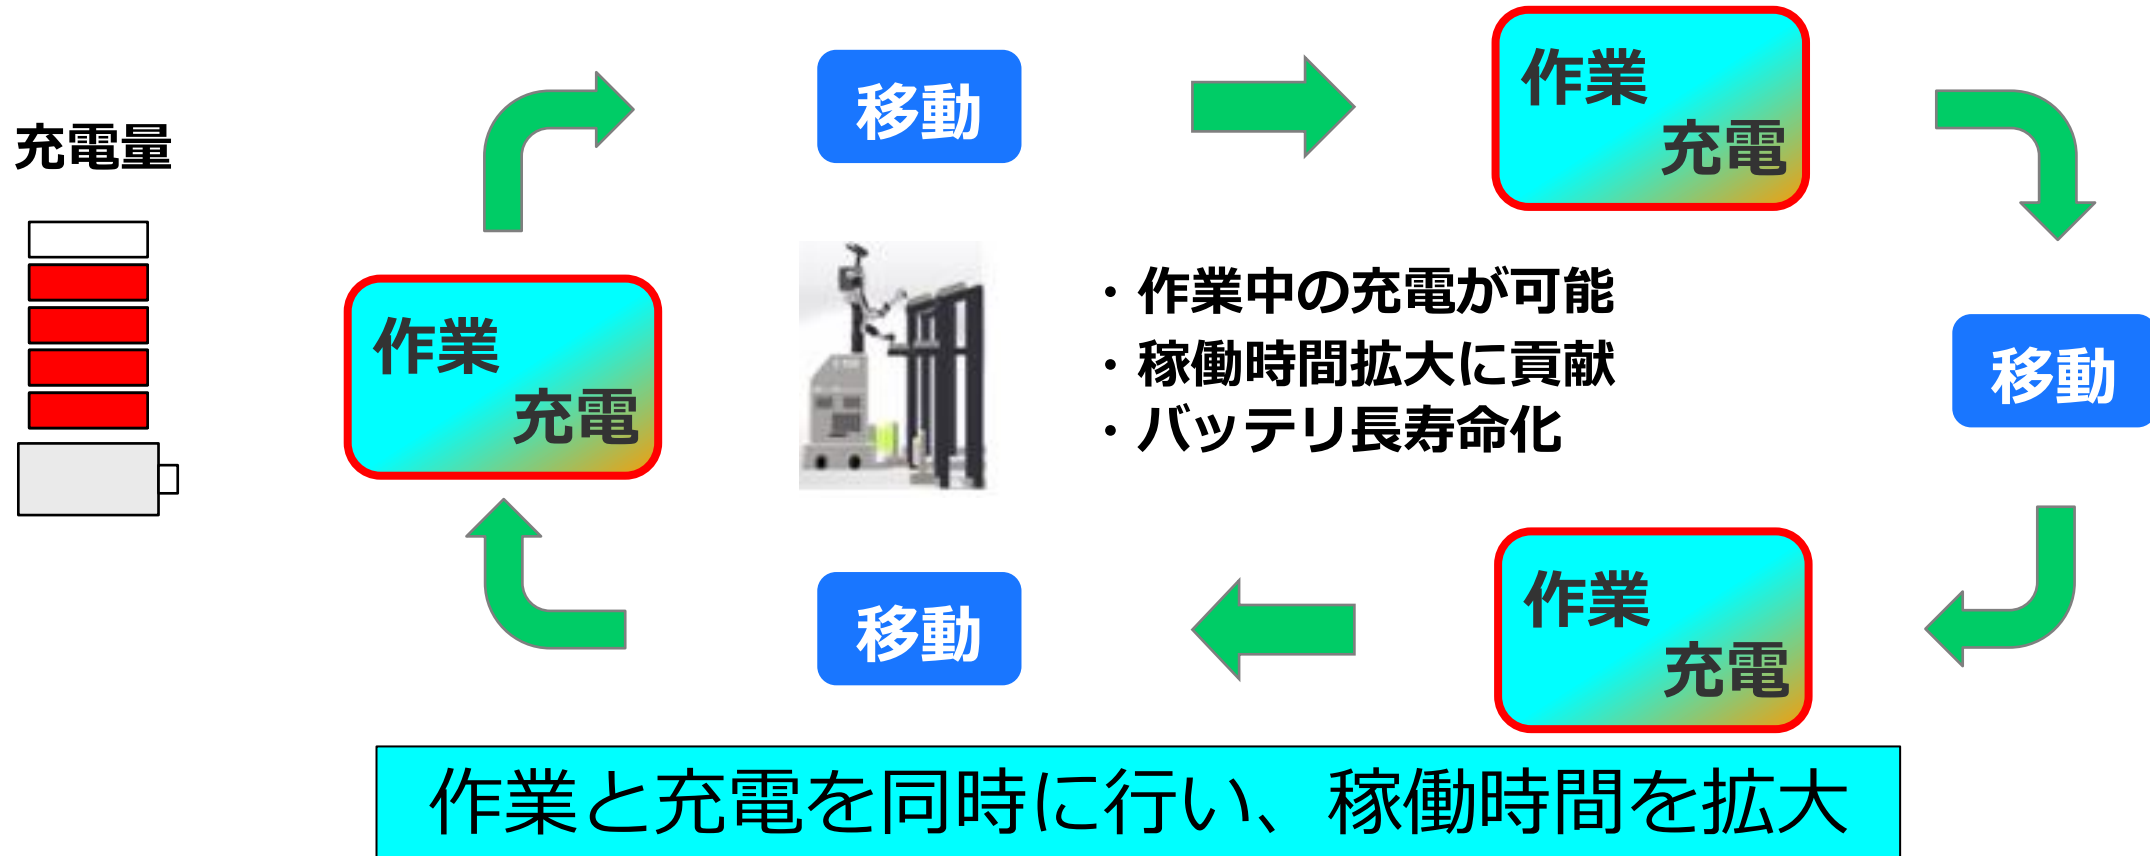 移動
作業
充電
充電量
・作業中の充電が可能
・稼働時間拡大に貢献
・バッテリ長寿命化
作業
充電
移動
作業
充電
移動
作業と充電を同時に行い、稼働時間を拡大